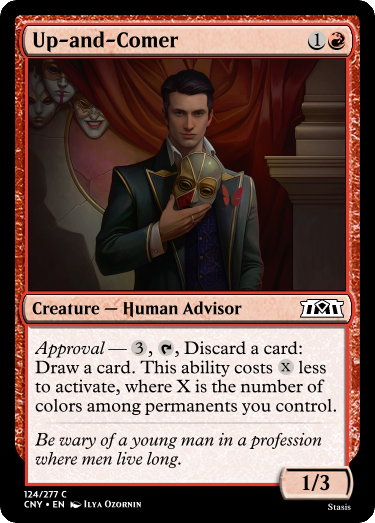 Up-and-Comer 1
Creature — Human Advisor
Approval — 3, , Discard a card:
Draw a card. This ability costs X less
to activate, where X is the number of
colors among permanents you control.
Be wary of a young man in a profession
where men live long.
1/3
124/277 C
CNY • EN Ilya Ozornin
Stasis